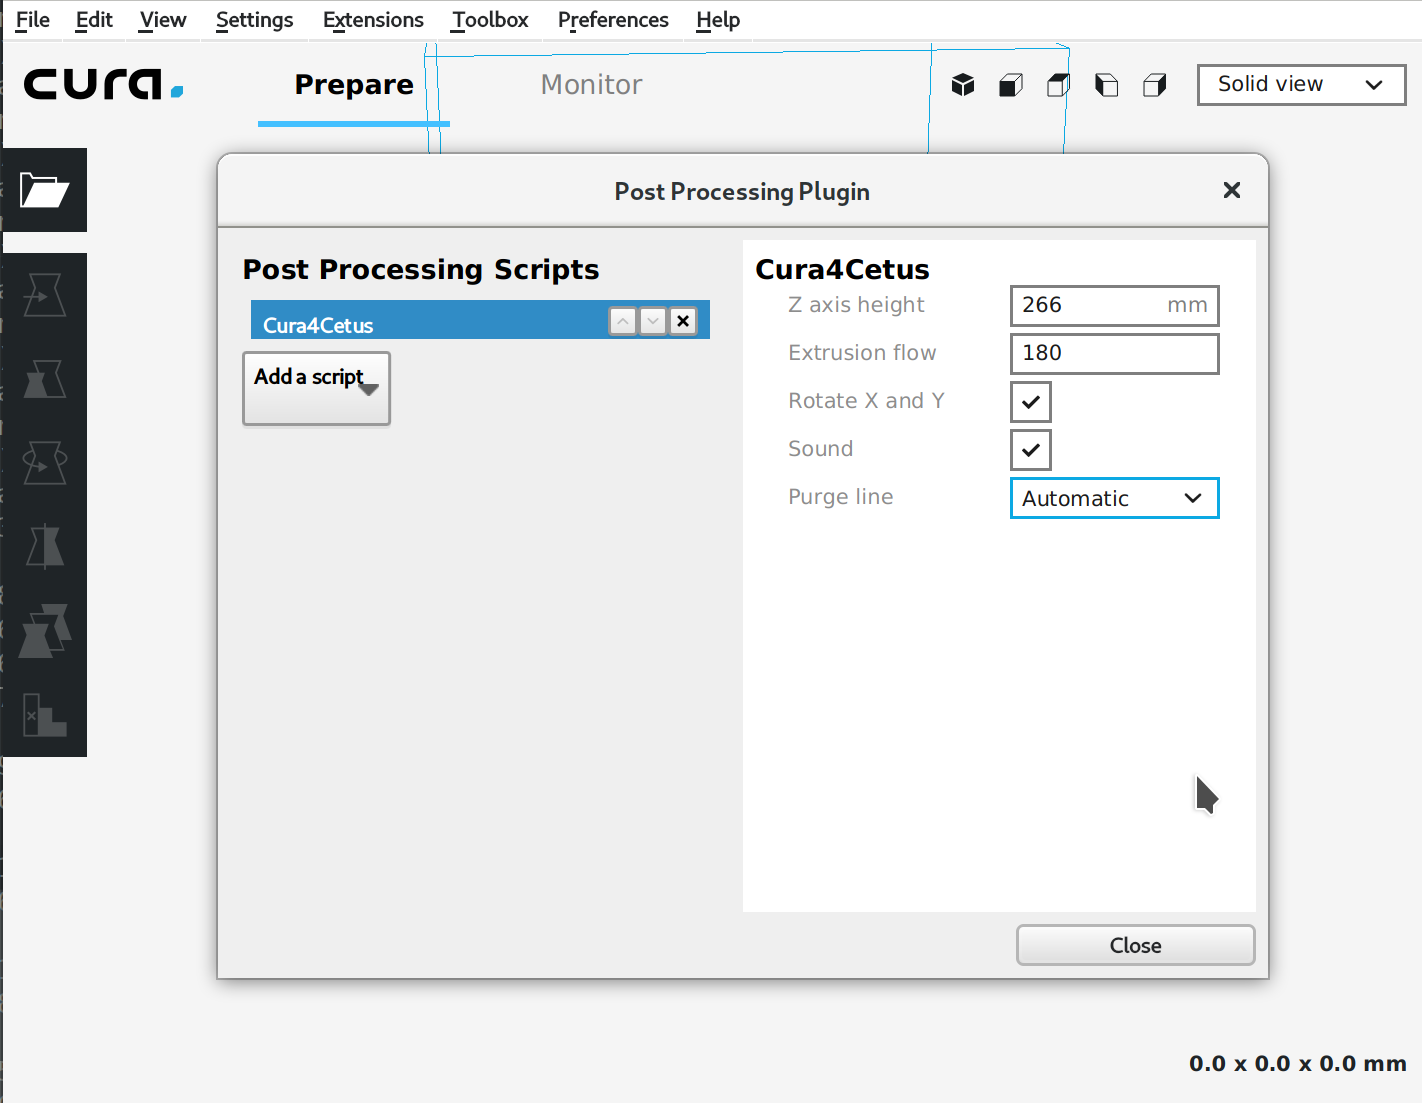 File Edit View Settings Extensions Toolbox Preferences Help
cura. Prepare Monitor Solid view
Post Processing Plugin
Post Processing Scripts
Cura4Cetus
Add a script
Cura4Cetus
Z axis height 266 mm
Extrusion flow 180
Rotate X and Y
Sound
Purge line Automatic
Close
0.0 x 0.0 x 0.0 mm